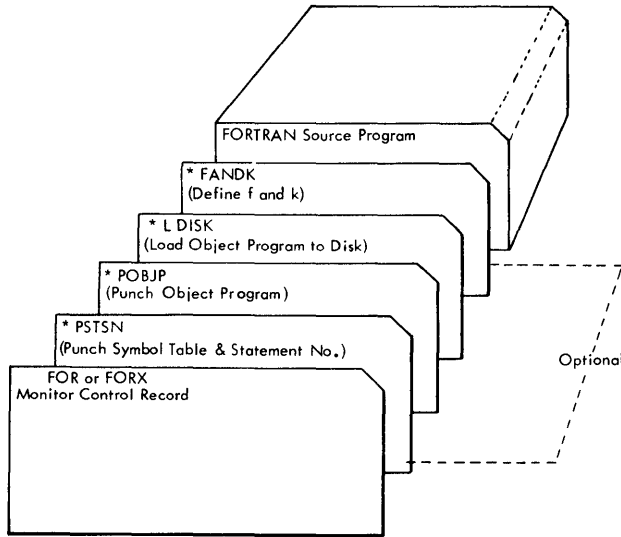 FORTRAN Source Program
* FANDK
(Define f and k)
* L DISK
(Load Object Program to Disk)
* POBJP
(Punch Object Program)
* PSTSN
(Punch Symbol Table & Statement No.)
FOR or FORX
Monitor Control Record
Optional